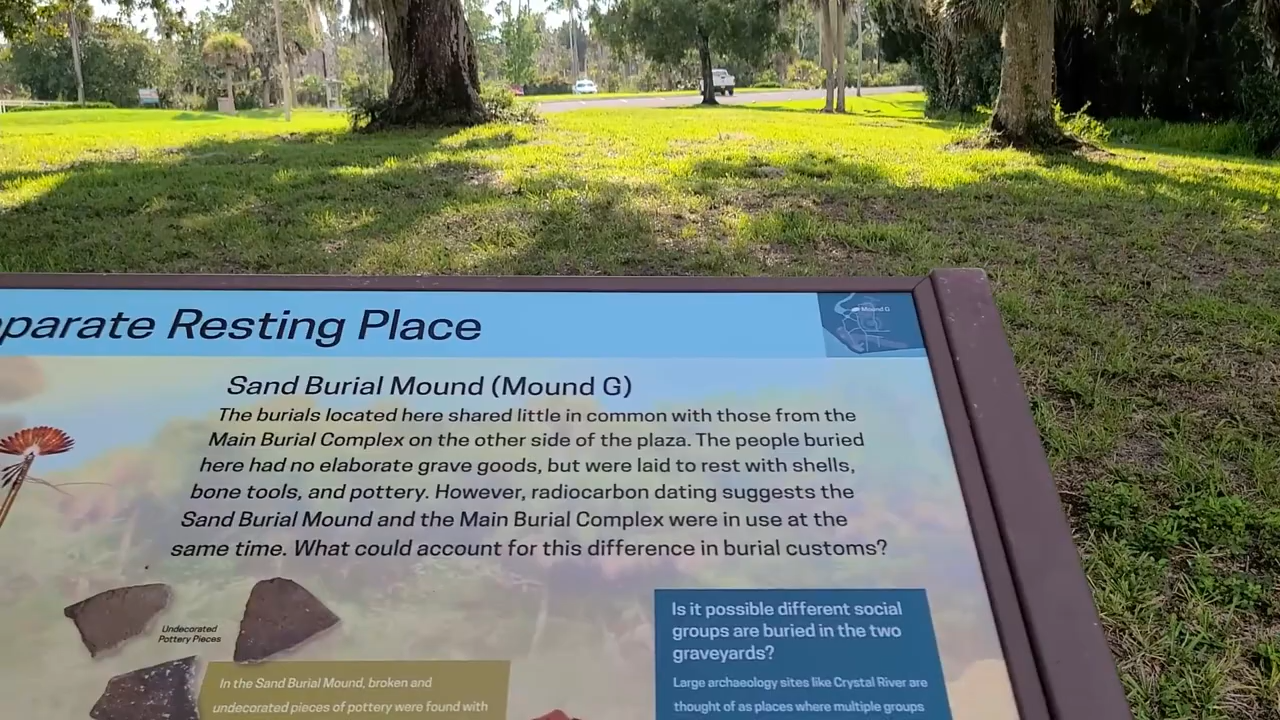 parate Resting Place
Mound G
Sand Burial Mound (Mound G)
The burials located here shared little in common with those from the
Main Burial Complex on the other side of the plaza. The people buried
here had no elaborate grave goods, but were laid to rest with shells,
bone tools, and pottery. However, radiocarbon dating suggests the
Sand Burial Mound and the Main Burial Complex were in use at the
same time. What could account for this difference in burial customs?
Undecorated
Pottery Pieces
In the Sand Burial Mound, broken and
undecorated pieces of pottery were found with
Is it possible different social
groups are buried in the two
graveyards?
Large archaeology sites like Crystal River are
thought of as places where multiple groups